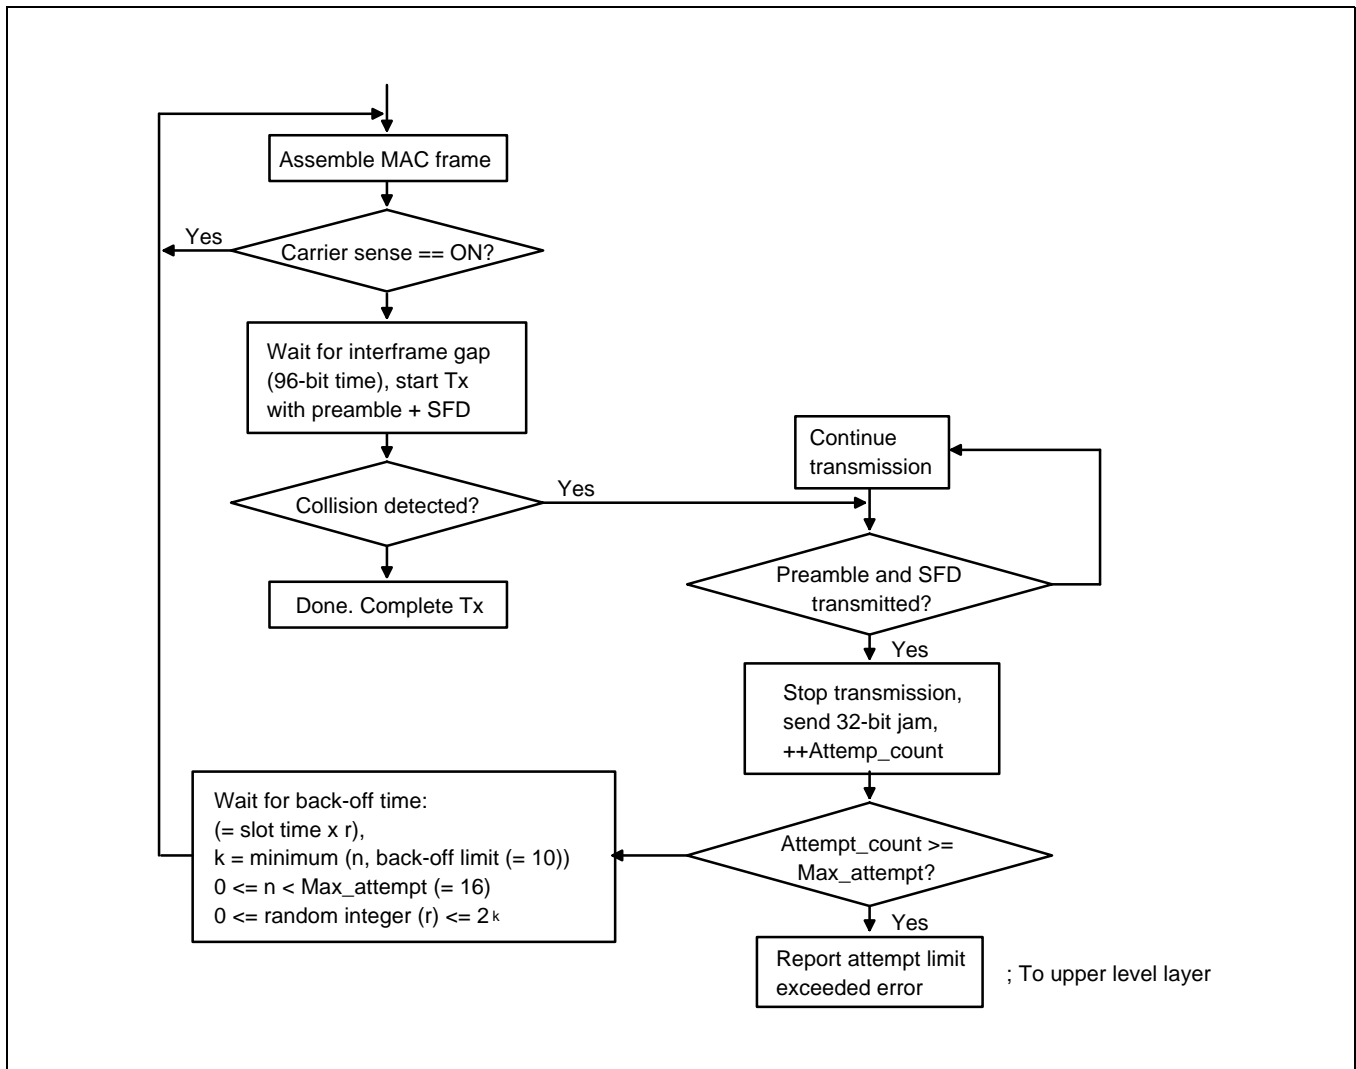 Assemble MAC frame
Yes
Carrier sense == ON?
Wait for interframe gap
(96-bit time), start Tx
with preamble + SFD
Continue
transmission
Collision detected?
Yes
Preamble and SFD
transmitted?
Done. Complete Tx
Yes
Stop transmission,
send 32-bit jam,
++Attemp_count
Wait for back-off time:
(= slot time x r),
k = minimum (n, back-off limit (= 10))
0 <= n < Max_attempt (= 16)
0 <= random integer (r) <= 2 k
Attempt_count >=
Max_attempt?
Yes
Report attempt limit
exceeded error
; To upper level layer